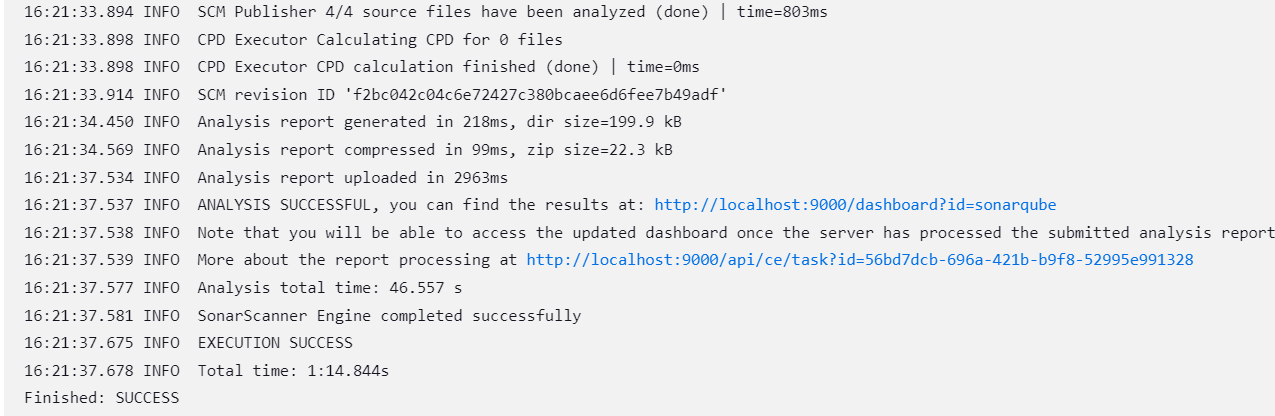 16:21:33.894 INFO  SCM Publisher 4/4 source files have been analyzed (done) | time=803ms
16:21:33.898 INFO  CPD Executor Calculating CPD for 0 files
16:21:33.898 INFO  CPD Executor CPD calculation finished (done) | time=0ms
16:21:33.914 INFO  SCM revision ID 'f2bc042c04c6e72427c380bcaee6d6fee7b49adf'
16:21:34.450 INFO  Analysis report generated in 218ms, dir size=199.9 kB
16:21:34.569 INFO  Analysis report compressed in 99ms, zip size=22.3 kB
16:21:37.534 INFO  Analysis report uploaded in 2963ms
16:21:37.537 INFO  ANALYSIS SUCCESSFUL, you can find the results at: http://localhost:9000/dashboard?id=sonarqube
16:21:37.538 INFO  Note that you will be able to access the updated dashboard once the server has processed the submitted analysis report
16:21:37.539 INFO  More about the report processing at http://localhost:9000/api/ce/task?id=56bd7dcb-696a-421b-b9f8-52995e991328
16:21:37.577 INFO  Analysis total time: 46.557 s
16:21:37.581 INFO  SonarScanner Engine completed successfully
16:21:37.675 INFO  EXECUTION SUCCESS
16:21:37.678 INFO  Total time: 1:14.844s
Finished: SUCCESS